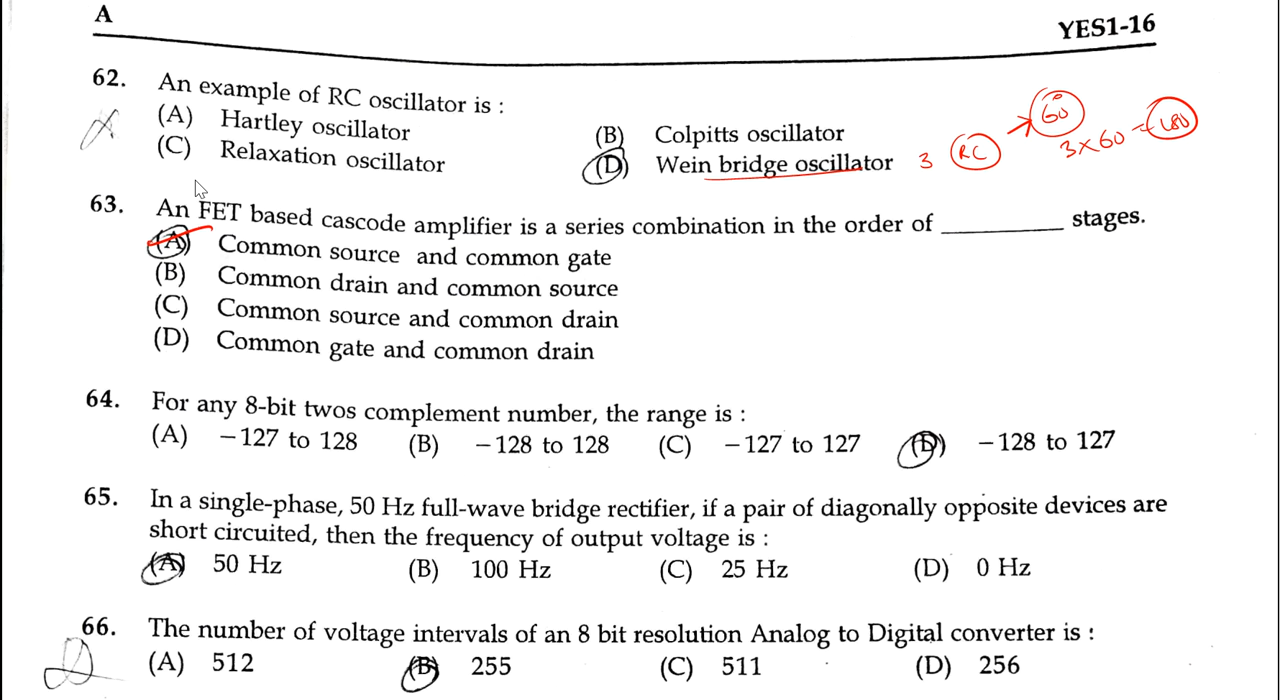 A
YES1-16
62. An example of RC oscillator is :
(A) Hartley oscillator (B) Colpitts oscillator
(C) Relaxation oscillator (D) Wein bridge oscillator 3 RC → 60° 3×60 = 180
63. An FET based cascode amplifier is a series combination in the order of __________ stages.
(A) Common source and common gate
(B) Common drain and common source
(C) Common source and common drain
(D) Common gate and common drain
64. For any 8-bit twos complement number, the range is :
(A) −127 to 128 (B) −128 to 128 (C) −127 to 127 (D) −128 to 127
65. In a single-phase, 50 Hz full-wave bridge rectifier, if a pair of diagonally opposite devices are
short circuited, then the frequency of output voltage is :
(A) 50 Hz (B) 100 Hz (C) 25 Hz (D) 0 Hz
66. The number of voltage intervals of an 8 bit resolution Analog to Digital converter is :
(A) 512 (B) 255 (C) 511 (D) 256